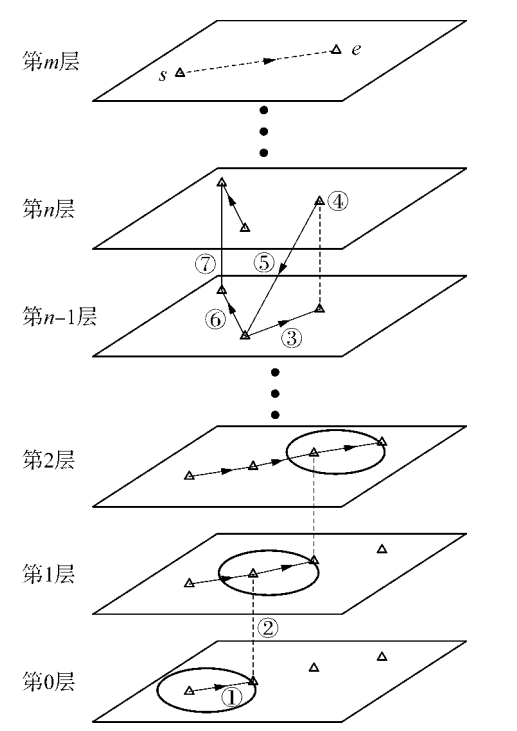 第m层
s
e
第n层
④
⑦
⑤
第n-1层
⑥
③
第2层
第1层
②
第0层
①